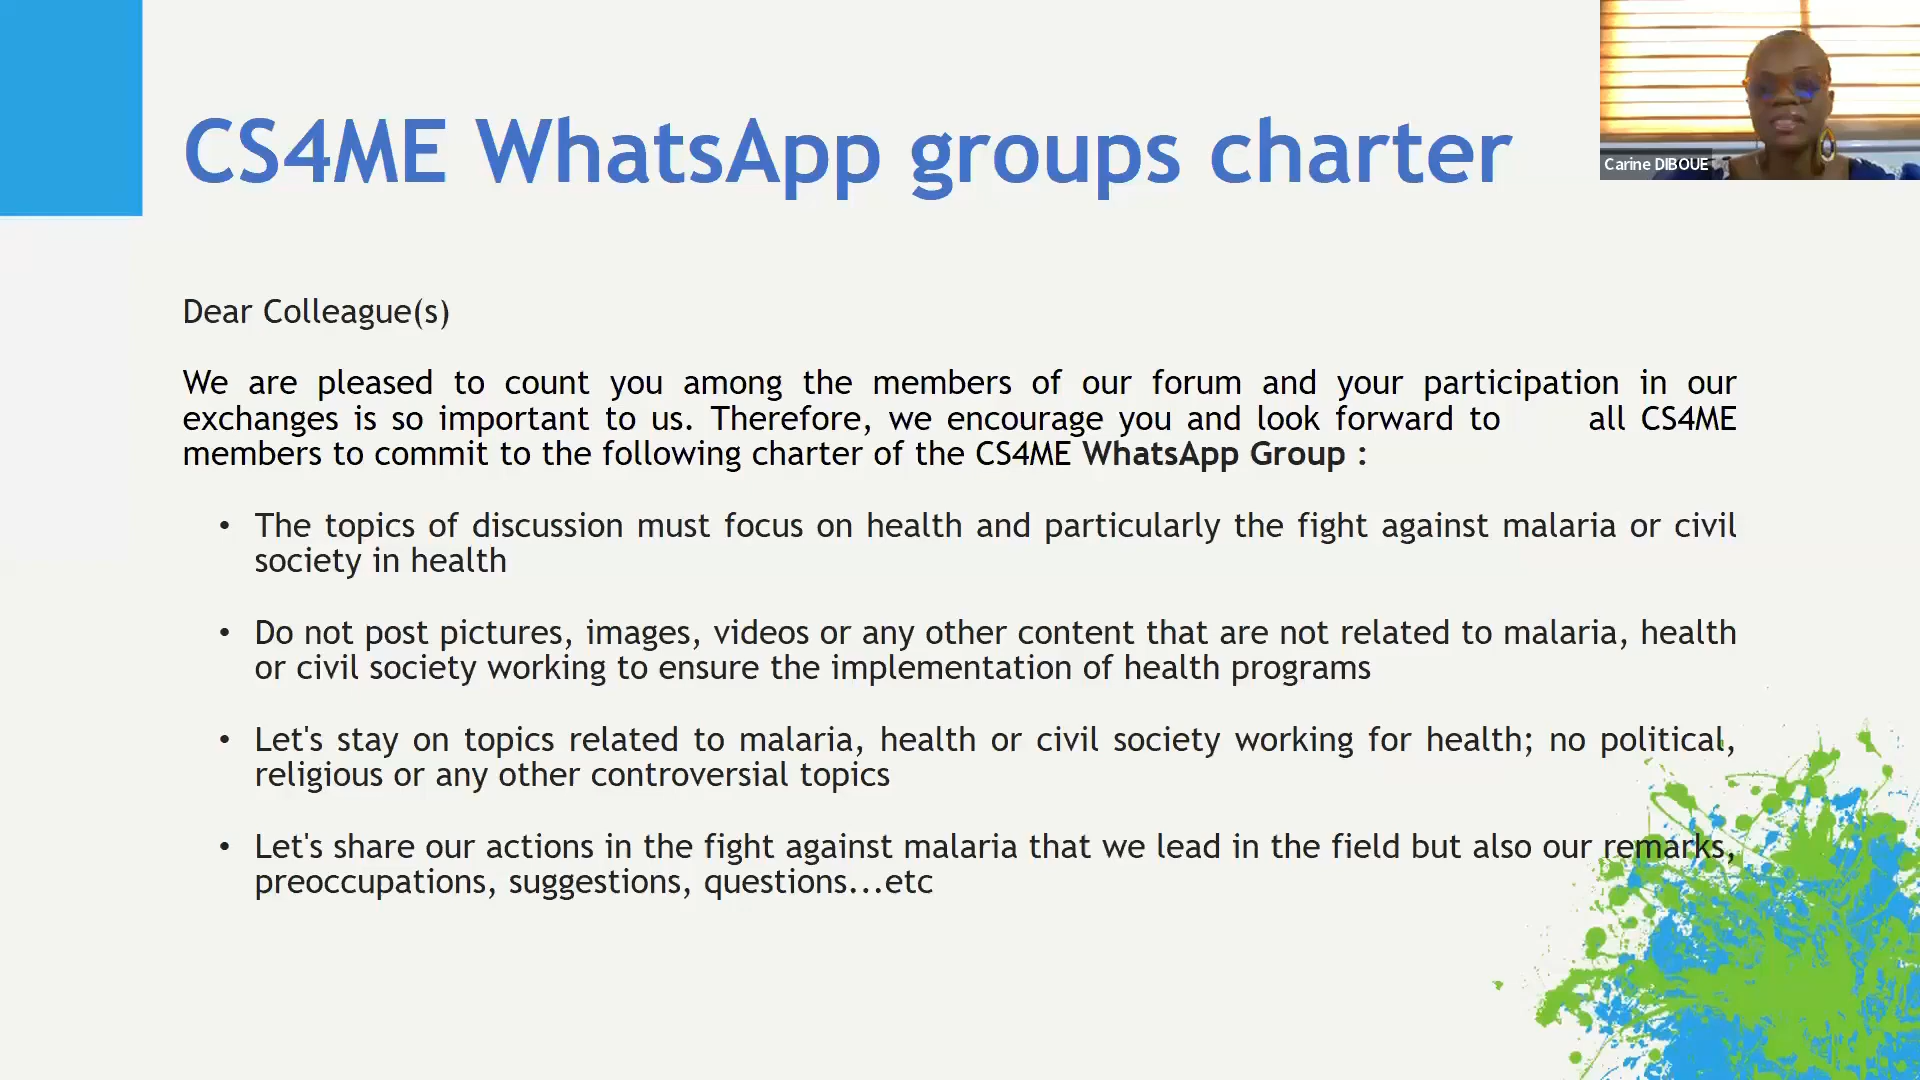 CS4ME WhatsApp groups charter
Carine DIBOUE
Dear Colleague(s)
We are pleased to count you among the members of our forum and your participation in our
exchanges is so important to us. Therefore, we encourage you and look forward to all CS4ME
members to commit to the following charter of the CS4ME WhatsApp Group :
• The topics of discussion must focus on health and particularly the fight against malaria or civil
society in health
• Do not post pictures, images, videos or any other content that are not related to malaria, health
or civil society working to ensure the implementation of health programs
• Let's stay on topics related to malaria, health or civil society working for health; no political,
religious or any other controversial topics
• Let's share our actions in the fight against malaria that we lead in the field but also our remarks,
preoccupations, suggestions, questions...etc